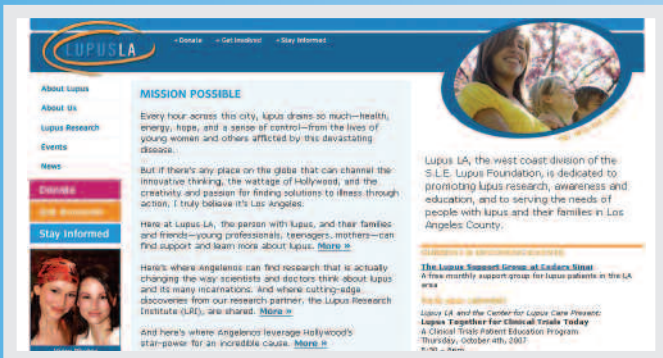 LUPUS LA
Donate
Get Involved
Stay Informed
About Lupus
About Us
Lupus Research
Events
News
Donate
Stay Informed
MISSION POSSIBLE
Every hour across this city, lupus drains so much—health,
energy, hope, and a sense of control—from the lives of
young women and others afflicted by this devastating
disease.
But if there's any place on the globe that can channel the
innovative thinking, the wattage of Hollywood, and the
creativity and passion for finding solutions to illness through
action, I truly believe it's Los Angeles.
Here at Lupus LA, the person with lupus, and their families
and friends—young professionals, teenagers, mothers—can
find support and learn more about lupus. More »
Here's where Angelenos can find research that is actually
changing the way scientists and doctors think about lupus
and its many incarnations. And where cutting-edge
discoveries from our research partner, the Lupus Research
Institute (LRI), are shared. More »
And here's where Angelenos leverage Hollywood's
star-power for an incredible cause. More »
Lupus LA, the west coast division of the
S.L.E. Lupus Foundation, is dedicated to
promoting lupus research, awareness and
education, and to serving the needs of
people with lupus and their families in Los
Angeles County.
The Lupus Support Group at Cedars Sinai
A free monthly support group for lupus patients in the LA
area
Lupus LA and the Center for Lupus Care Present:
Lupus Together for Clinical Trials Today
A Clinical Trials Patient Education Program
Thursday, October 4th, 2007